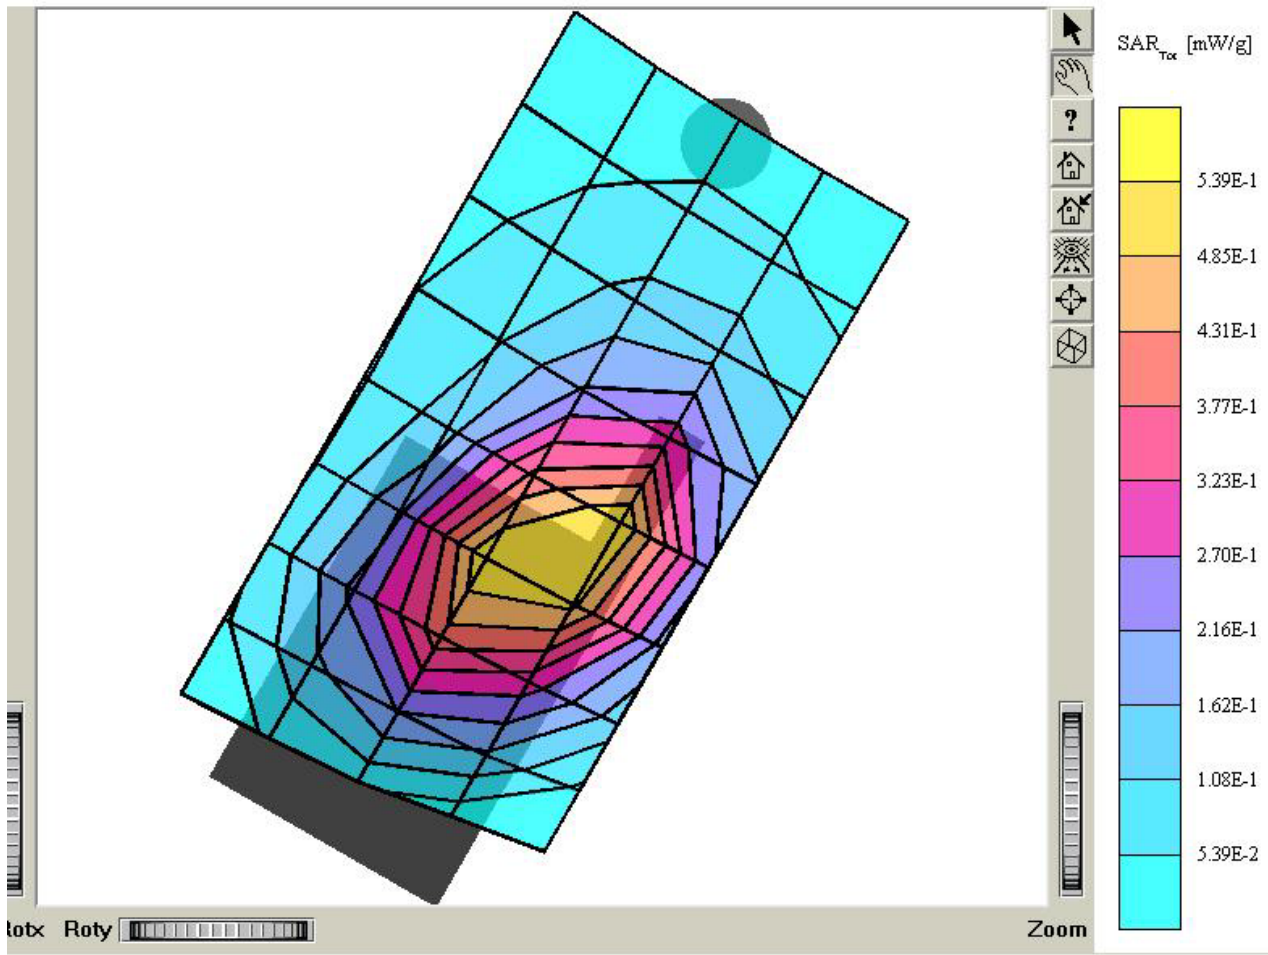 SAR_Tot [mW/g]
?
5.39E-1
4.85E-1
4.31E-1
3.77E-1
3.23E-1
2.70E-1
2.16E-1
1.62E-1
1.08E-1
5.39E-2
Rotx Roty Zoom